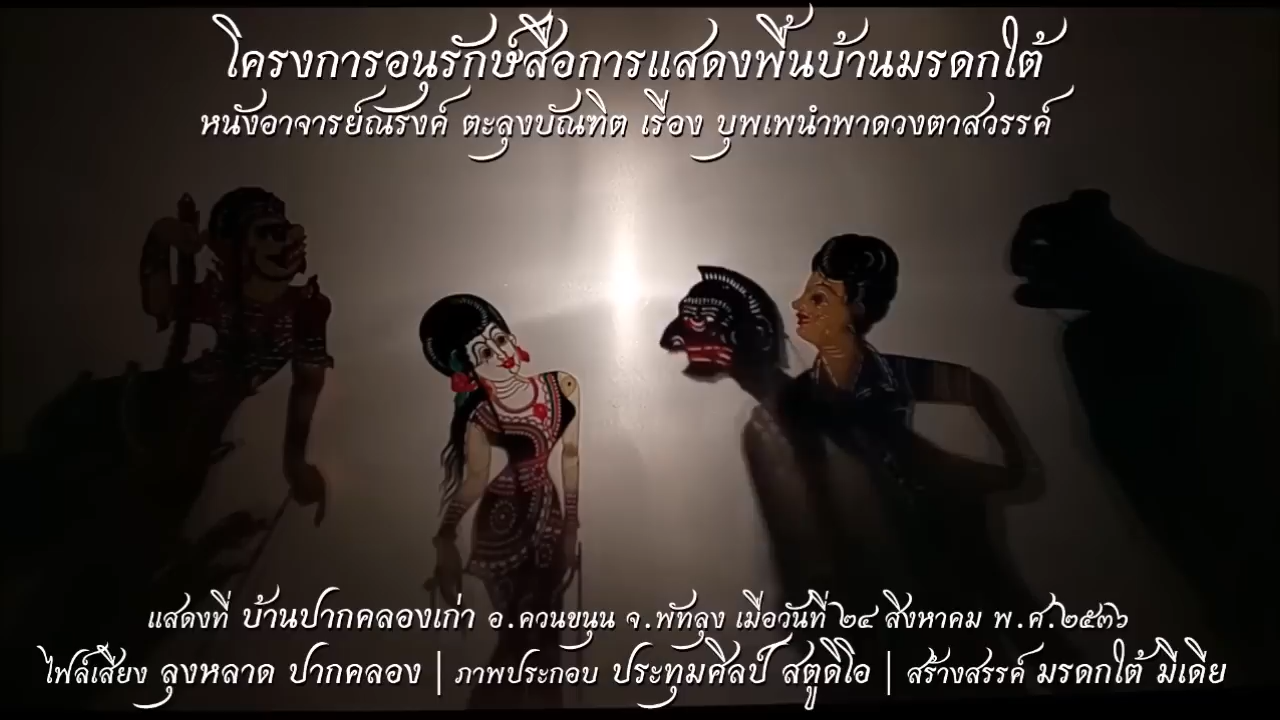 โครงการอนุรักษ์สื่อการแสดงพื้นบ้านมรดกใต้
หนังอาจารย์ณรงค์ ตะลุงบัณฑิต เรื่อง บุพเพนำพาดวงตาสวรรค์
แสดงที่ บ้านปากคลองเก่า อ.ควนขนุน จ.พัทลุง เมื่อวันที่ ๒๔ สิงหาคม พ.ศ.๒๕๓๖
ไฟล์เสียง ลุงหลาด ปากคลอง | ภาพประกอบ ประทุมศิลป์ สตูดิโอ | สร้างสรรค์ มรดกใต้ มีเดีย